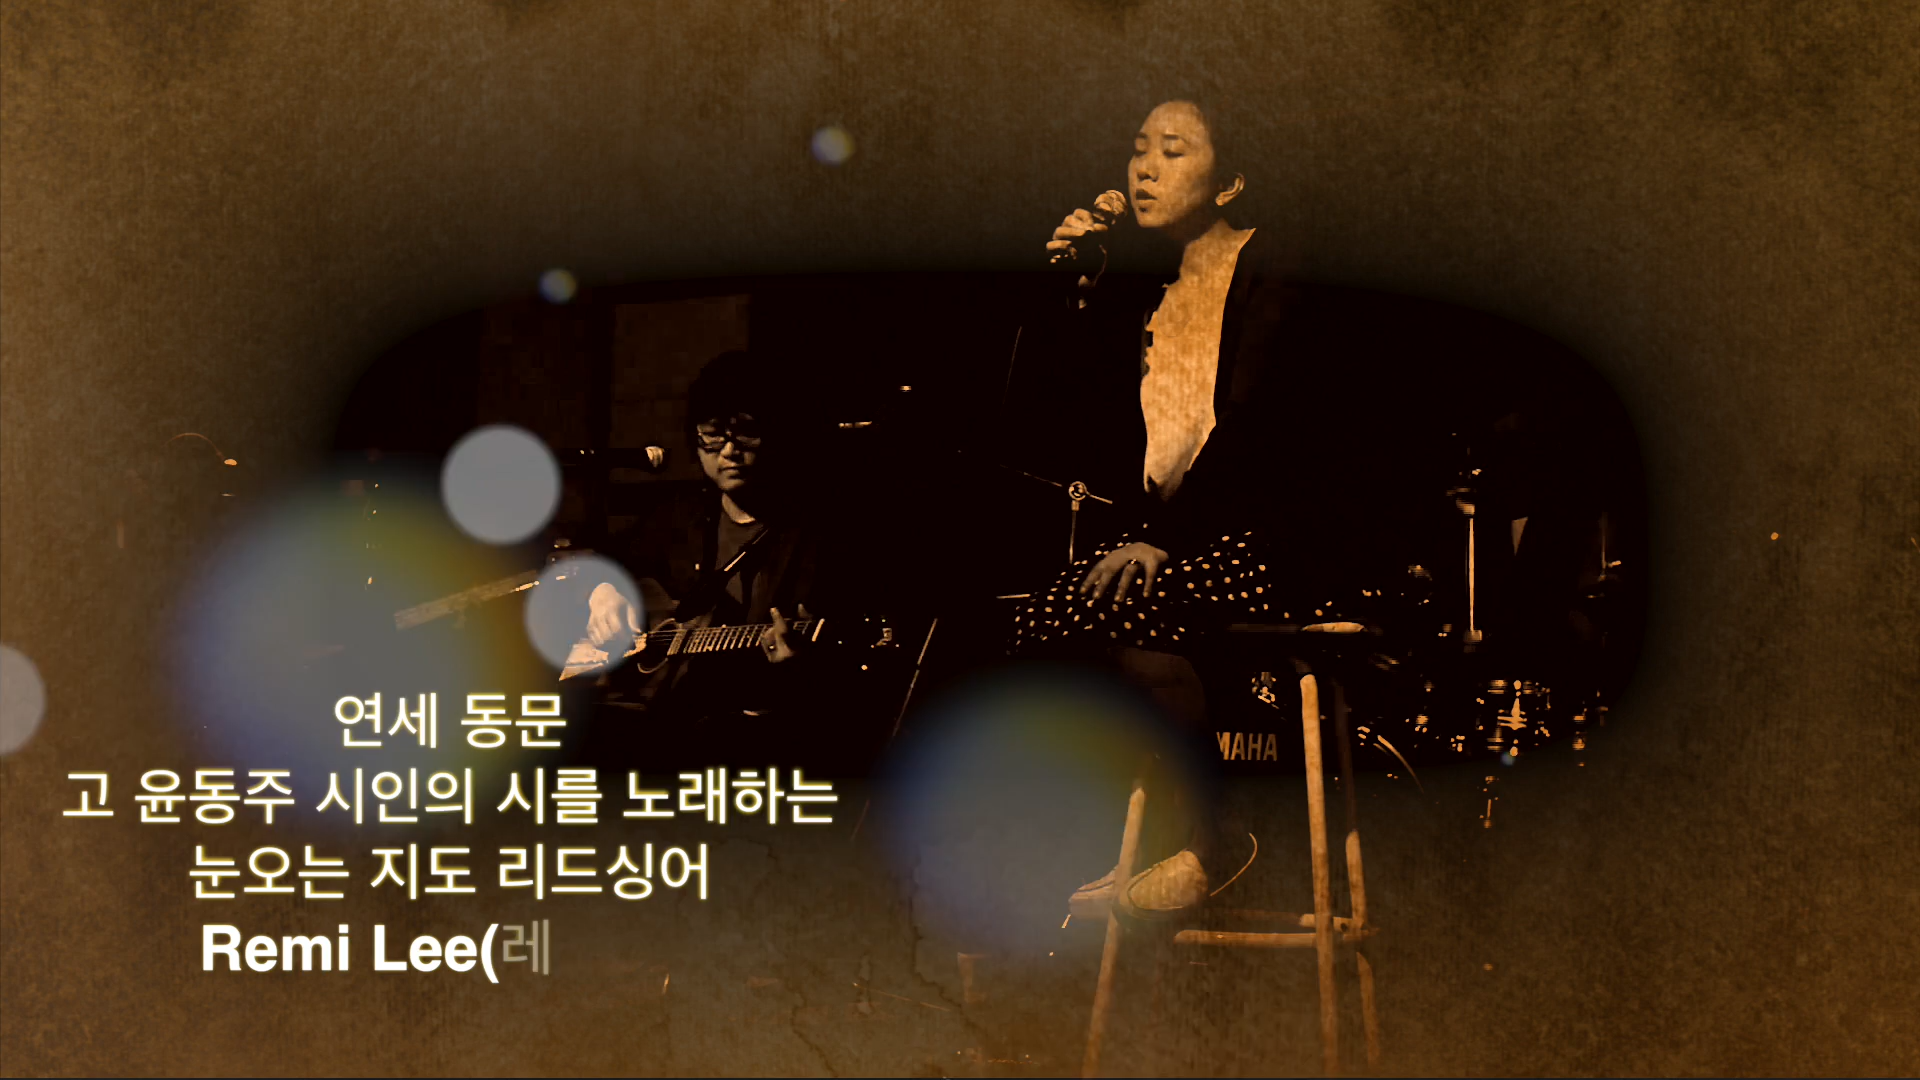 연세 동문
고 윤동주 시인의 시를 노래하는
눈오는 지도 리드싱어
Remi Lee(레
MAHA